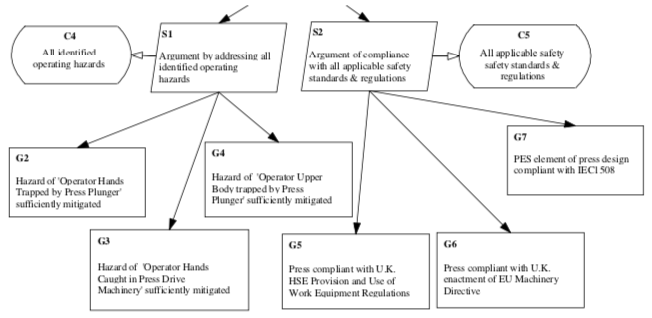 C4
All identified
operating hazards
S1
Argument by addressing all
identified operating
hazards
S2
Argument of compliance
with all applicable safety
standards & regulations
C5
All applicable safety
safety standards &
regulations
G2
Hazard of 'Operator Hands
Trapped by Press Plunger'
sufficiently mitigated
G4
Hazard of 'Operator Upper
Body trapped by Press
Plunger' sufficiently mitigated
G7
PES element of press design
compliant with IEC1508
G3
Hazard of 'Operator Hands
Caught in Press Drive
Machinery' sufficiently mitigated
G5
Press compliant with U.K.
HSE Provision and Use of
Work Equipment Regulations
G6
Press compliant with U.K.
enactment of EU Machinery
Directive